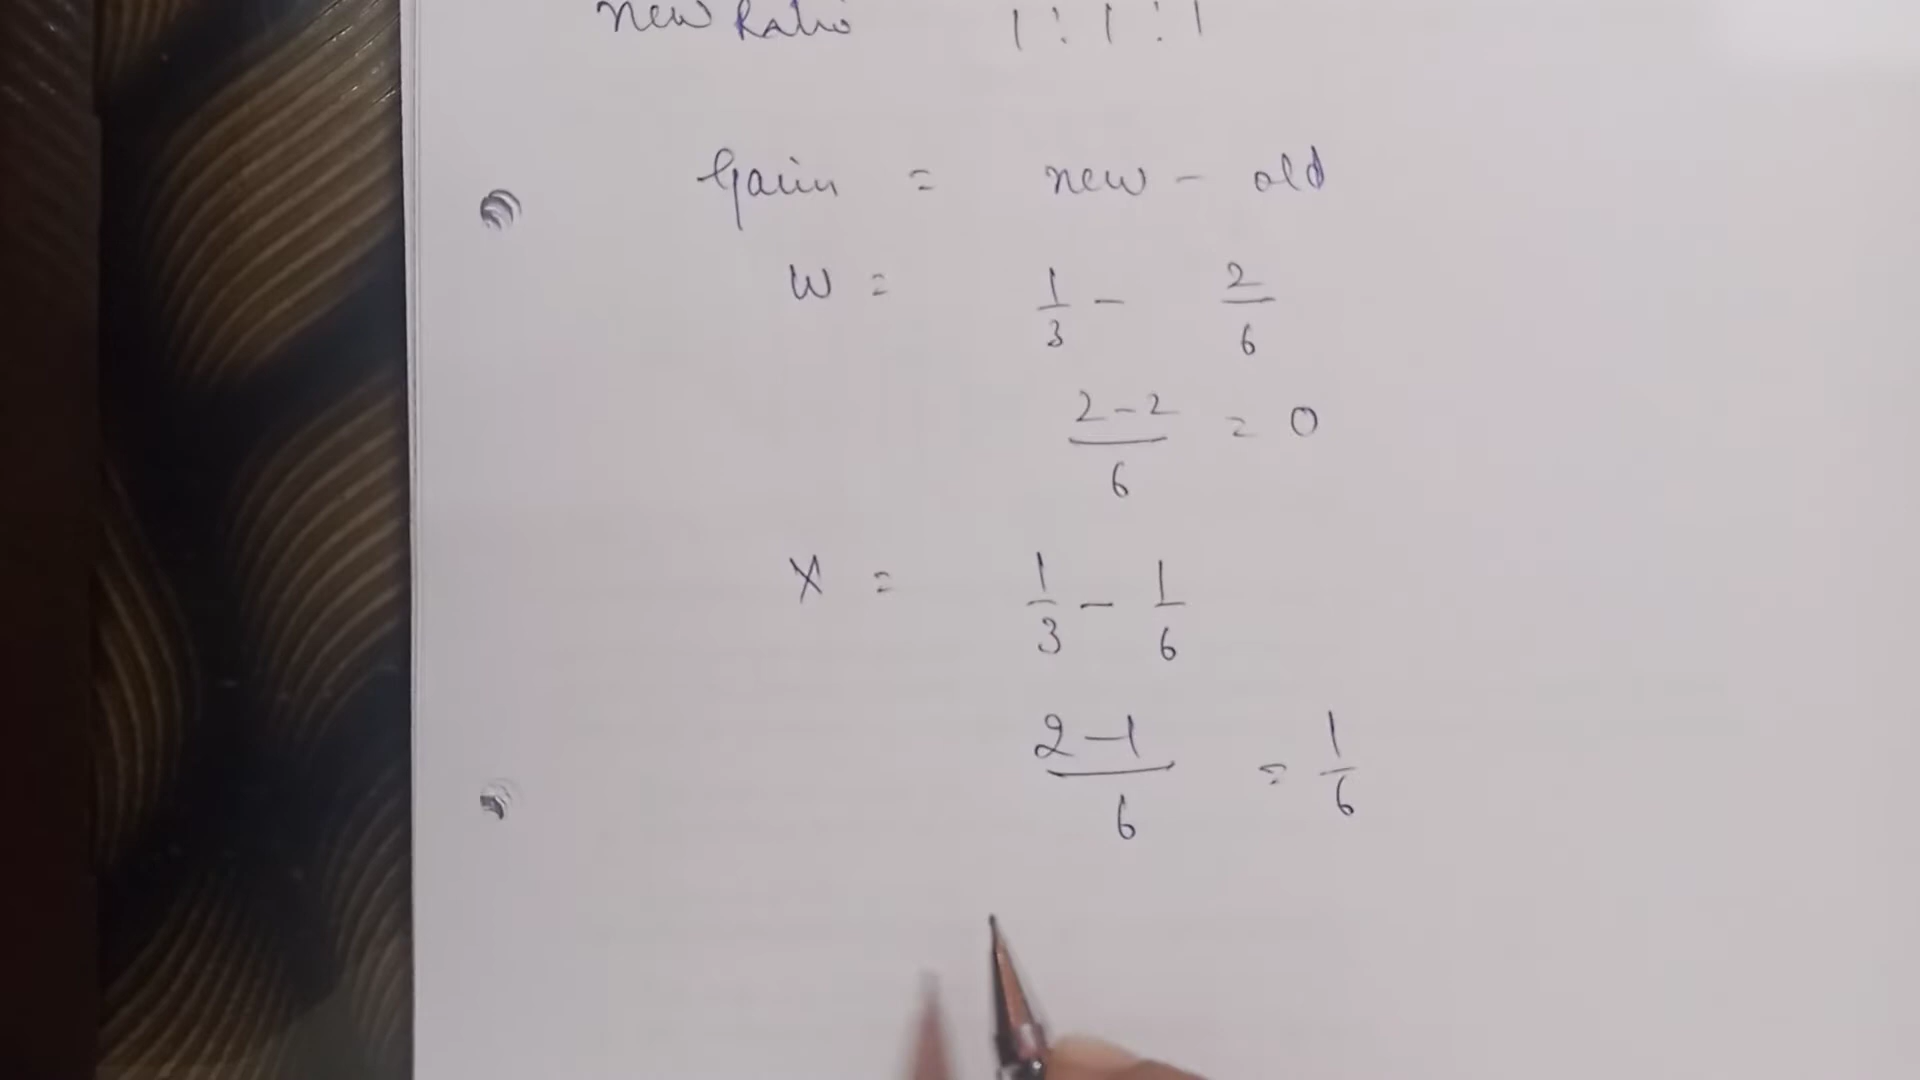 new Ratio 1 : 1 : 1
Gain = new - old
W = 1/3 - 2/6
2-2/6 = 0
X = 1/3 - 1/6
2-1/6 = 1/6